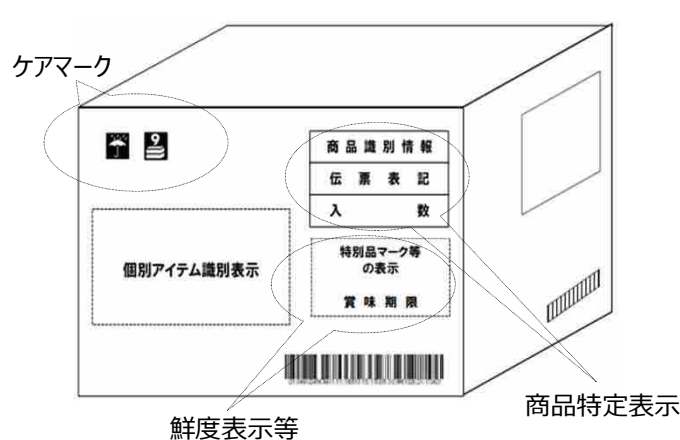 ケアマーク
9
商品識別情報
伝票表記
入数
個別アイテム識別表示
特別品マーク等
の表示
賞味期限
商品特定表示
鮮度表示等